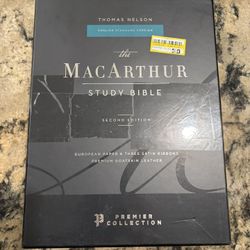 THOMAS NELSON
ENGLISH STANDARD VERSION
the
MACARTHUR
STUDY BIBLE
SECOND EDITION
EUROPEAN PAPER & THREE SATIN RIBBONS
PREMIUM GOATSKIN LEATHER
PREMIER
COLLECTION